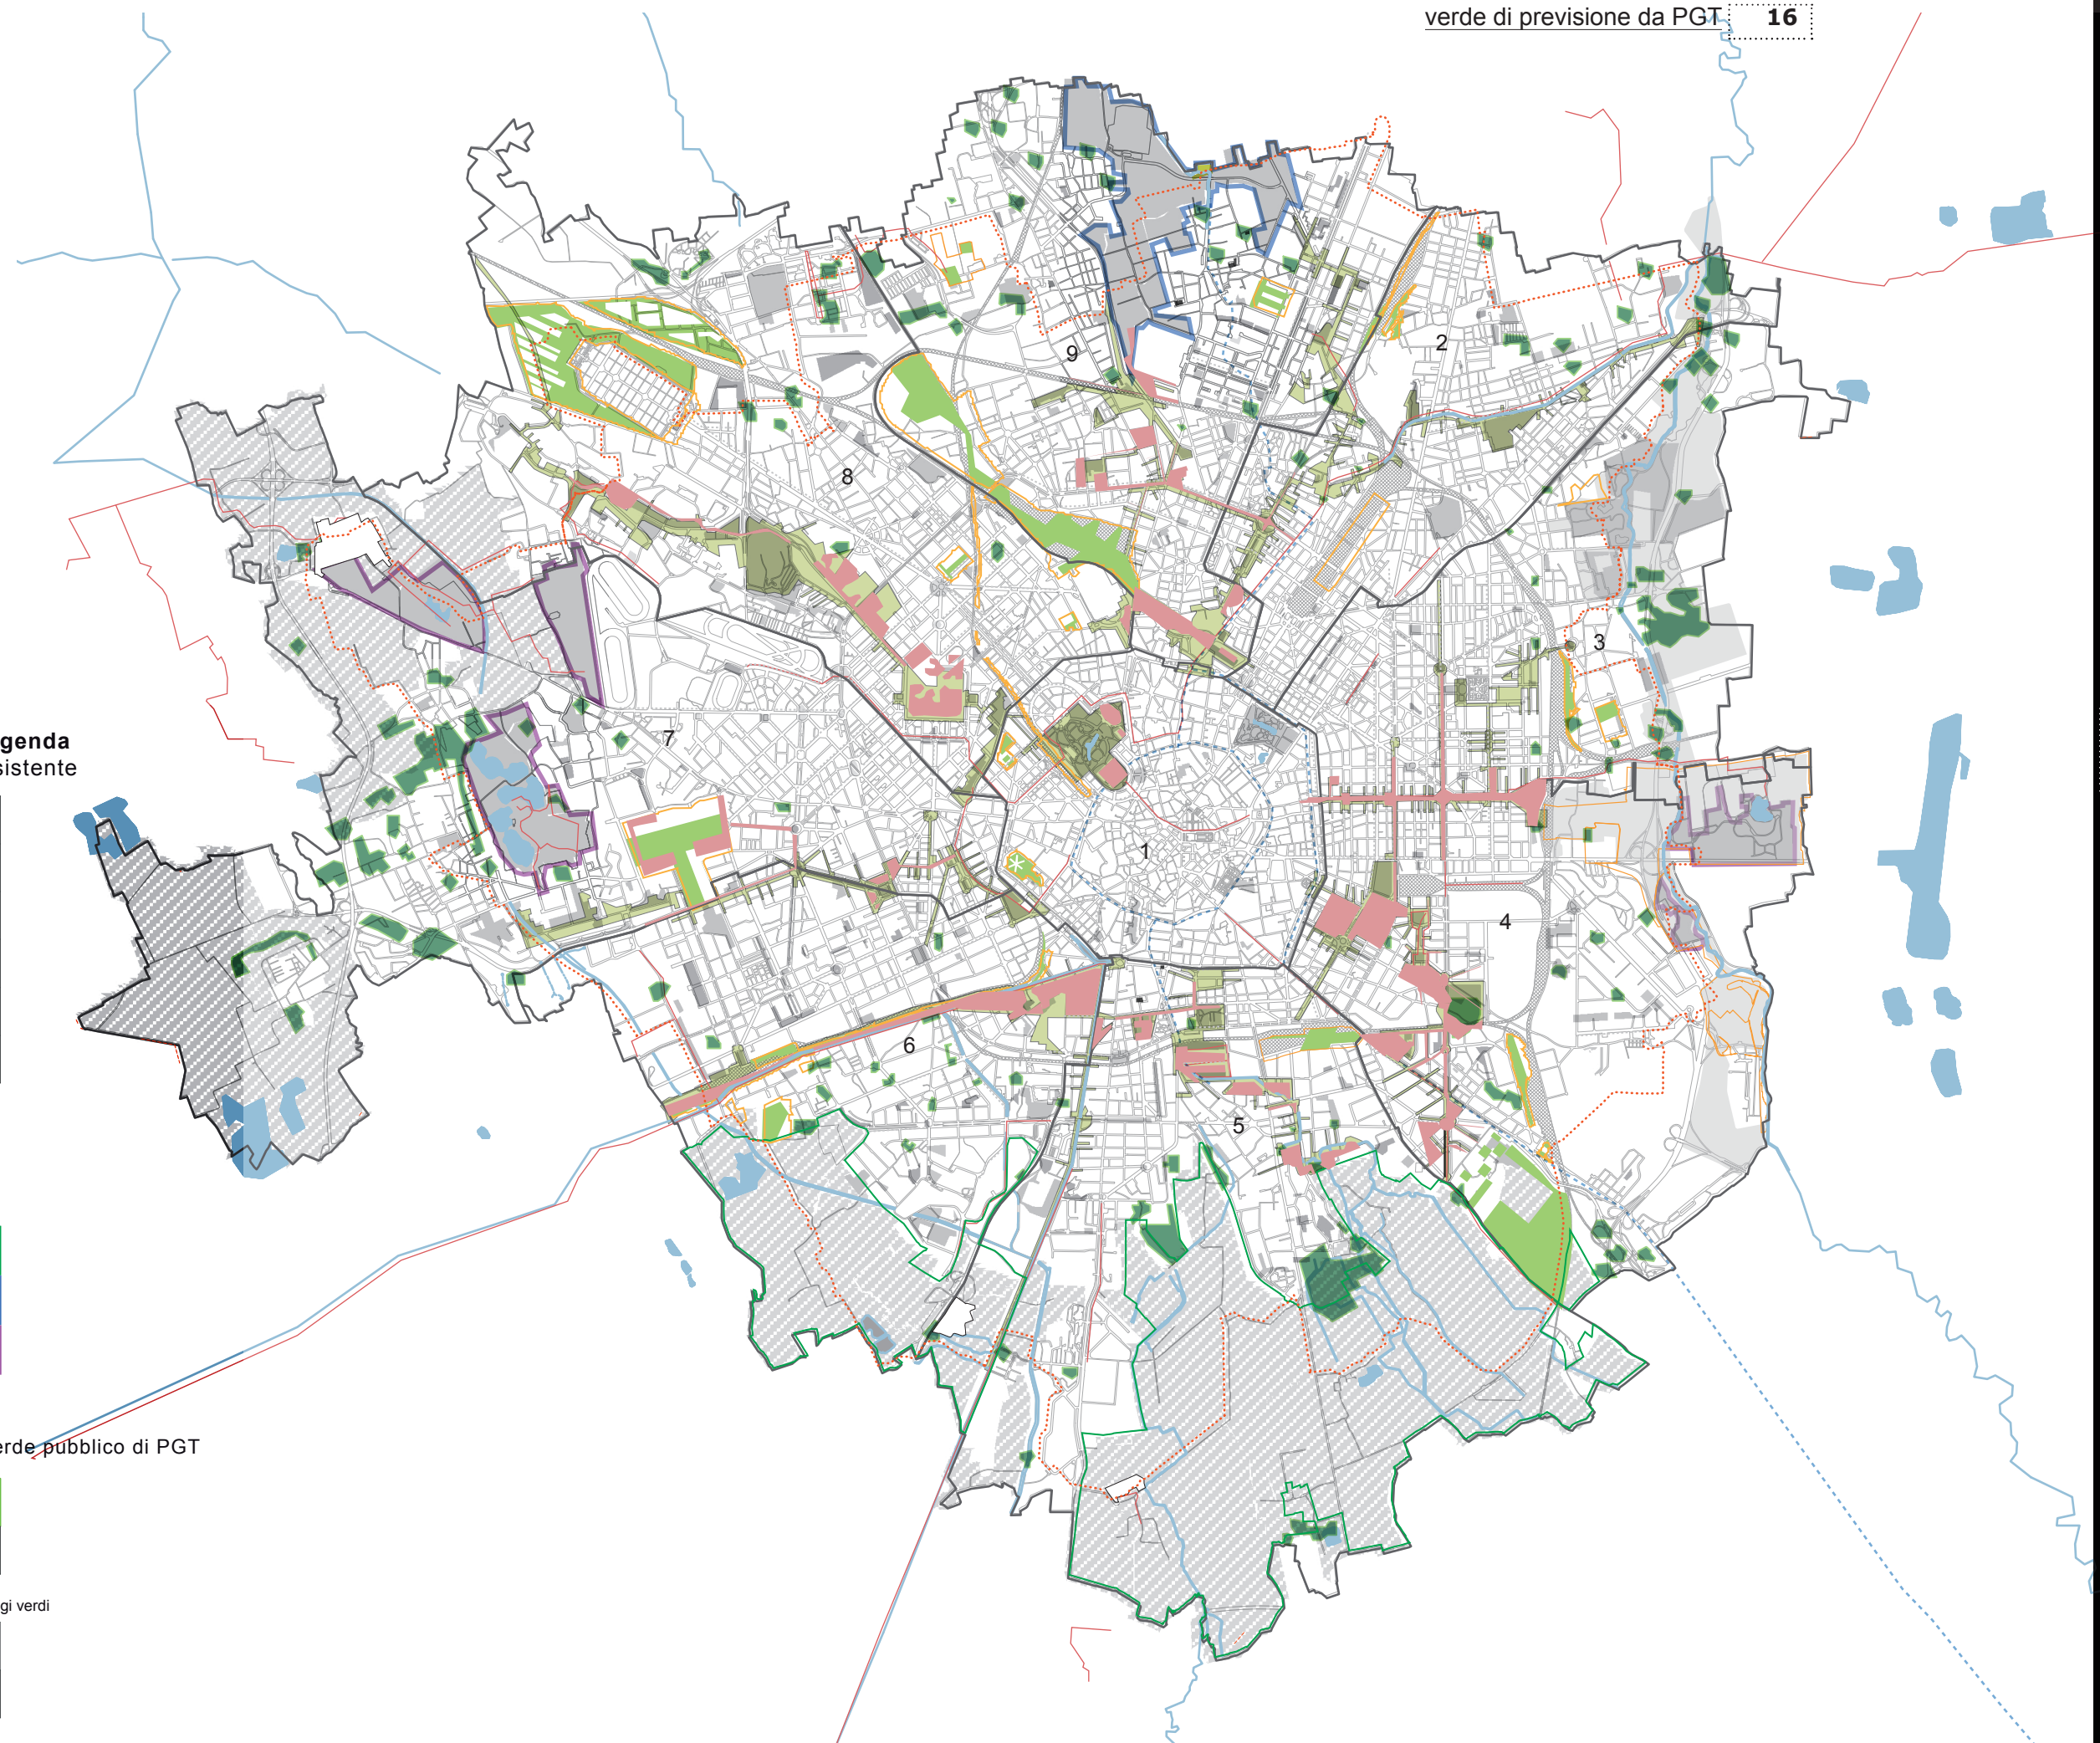 verde di previsione da PGT 16
9
2
8
3
genda
sistente
7
1
4
6
5
erde pubblico di PGT
gi verdi